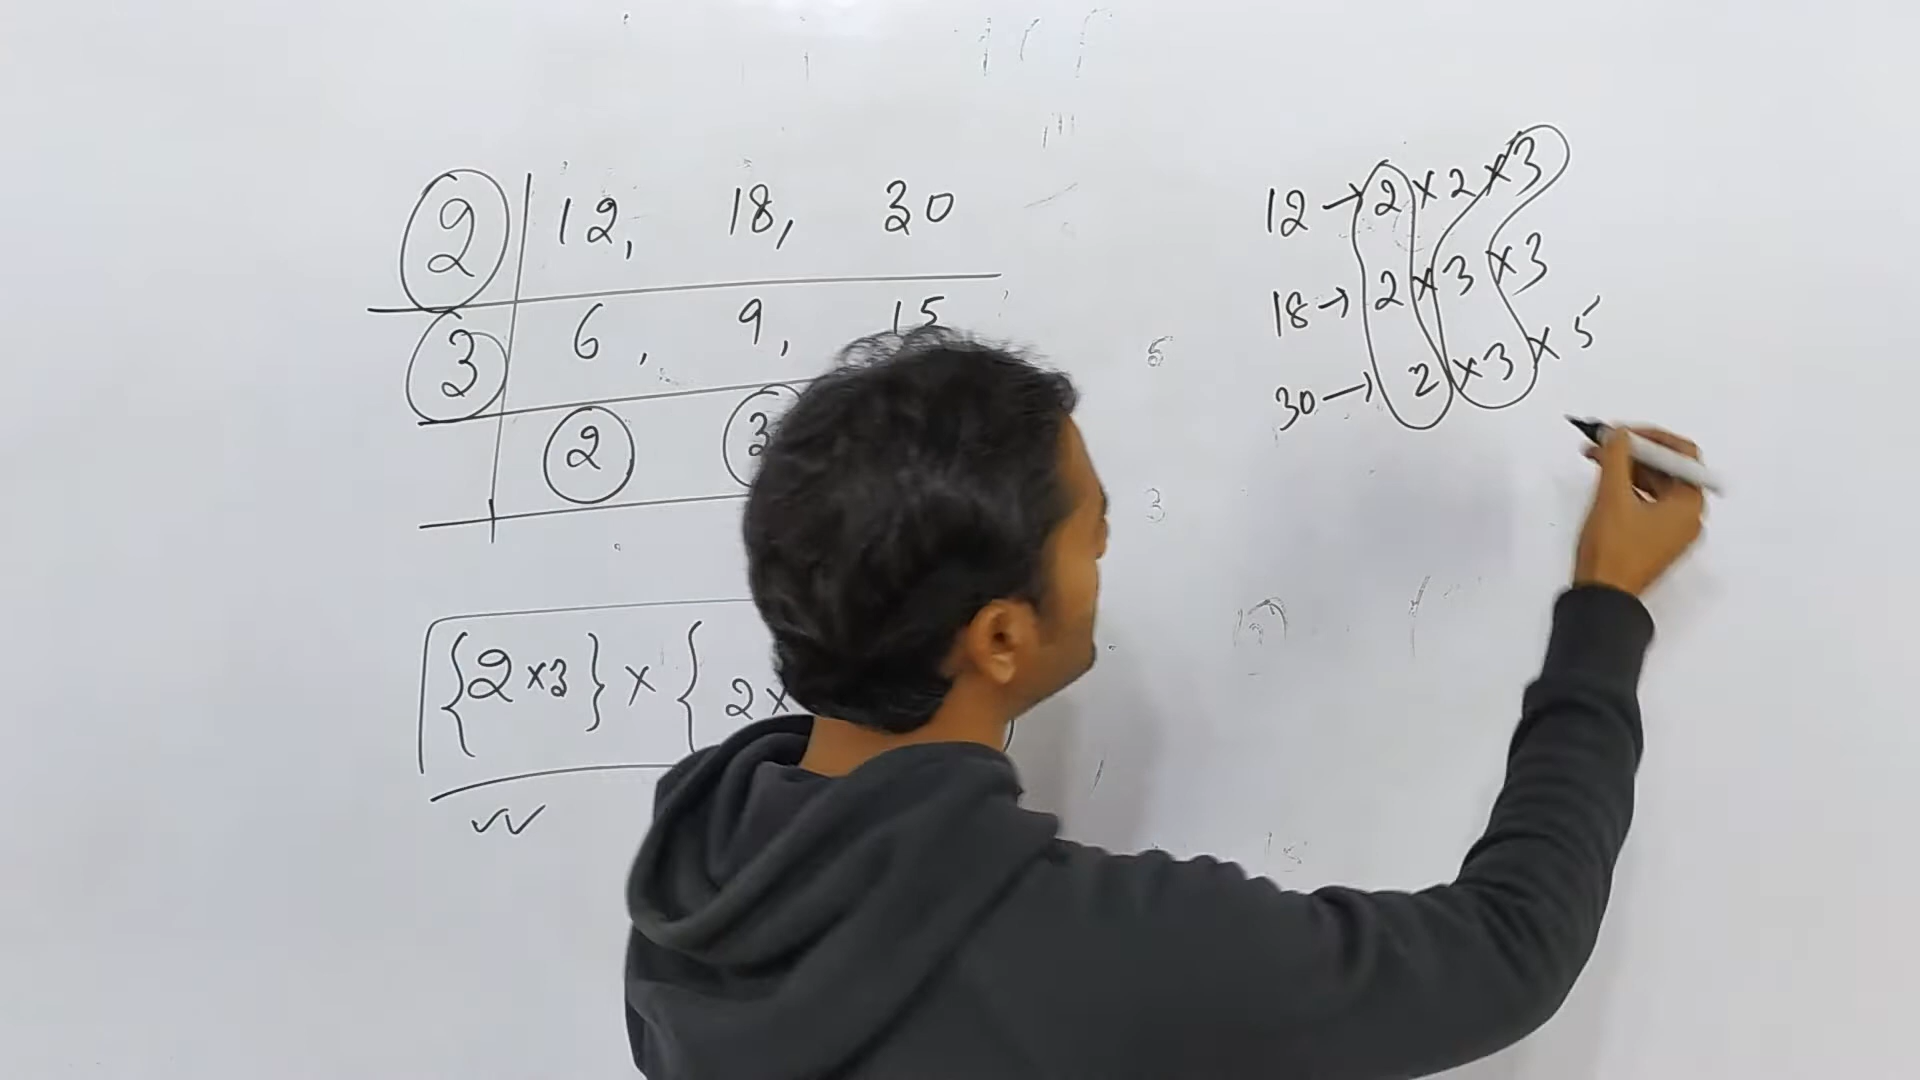 2 | 12, 18, 30
3 | 6, 9, 15
2 3
{2×3} × { 2×
12 → 2×2×3
18 → 2×3×3
30 → 2×3×5